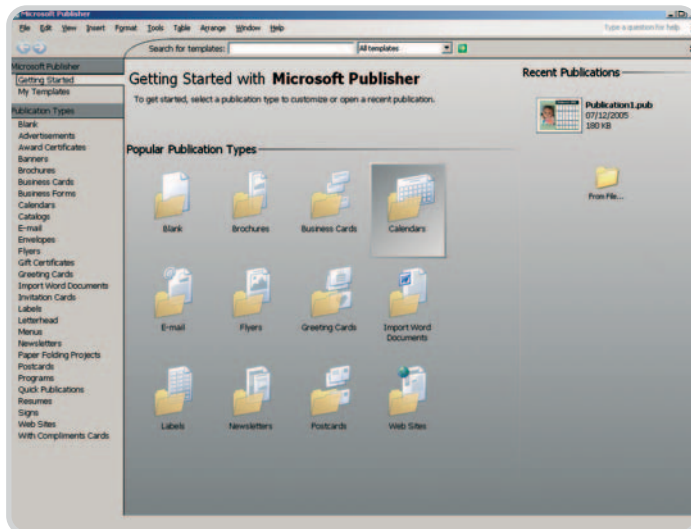 Microsoft Publisher
File Edit View Insert Format Tools Table Arrange Window Help
Type a question for help
Search for templates: All templates
Microsoft Publisher
Getting Started
My Templates
Publication Types
Blank
Advertisements
Award Certificates
Banners
Brochures
Business Cards
Business Forms
Calendars
Catalogs
E-mail
Envelopes
Flyers
Gift Certificates
Greeting Cards
Import Word Documents
Invitation Cards
Labels
Letterhead
Menus
Newsletters
Paper Folding Projects
Postcards
Programs
Quick Publications
Resumes
Signs
Web Sites
With Compliments Cards
Getting Started with Microsoft Publisher
To get started, select a publication type to customize or open a recent publication.
Popular Publication Types
Blank Brochures Business Cards Calendars
E-mail Flyers Greeting Cards Import Word Documents
Labels Newsletters Postcards Web Sites
Recent Publications
Publication1.pub
07/12/2005
180 KB
From File...